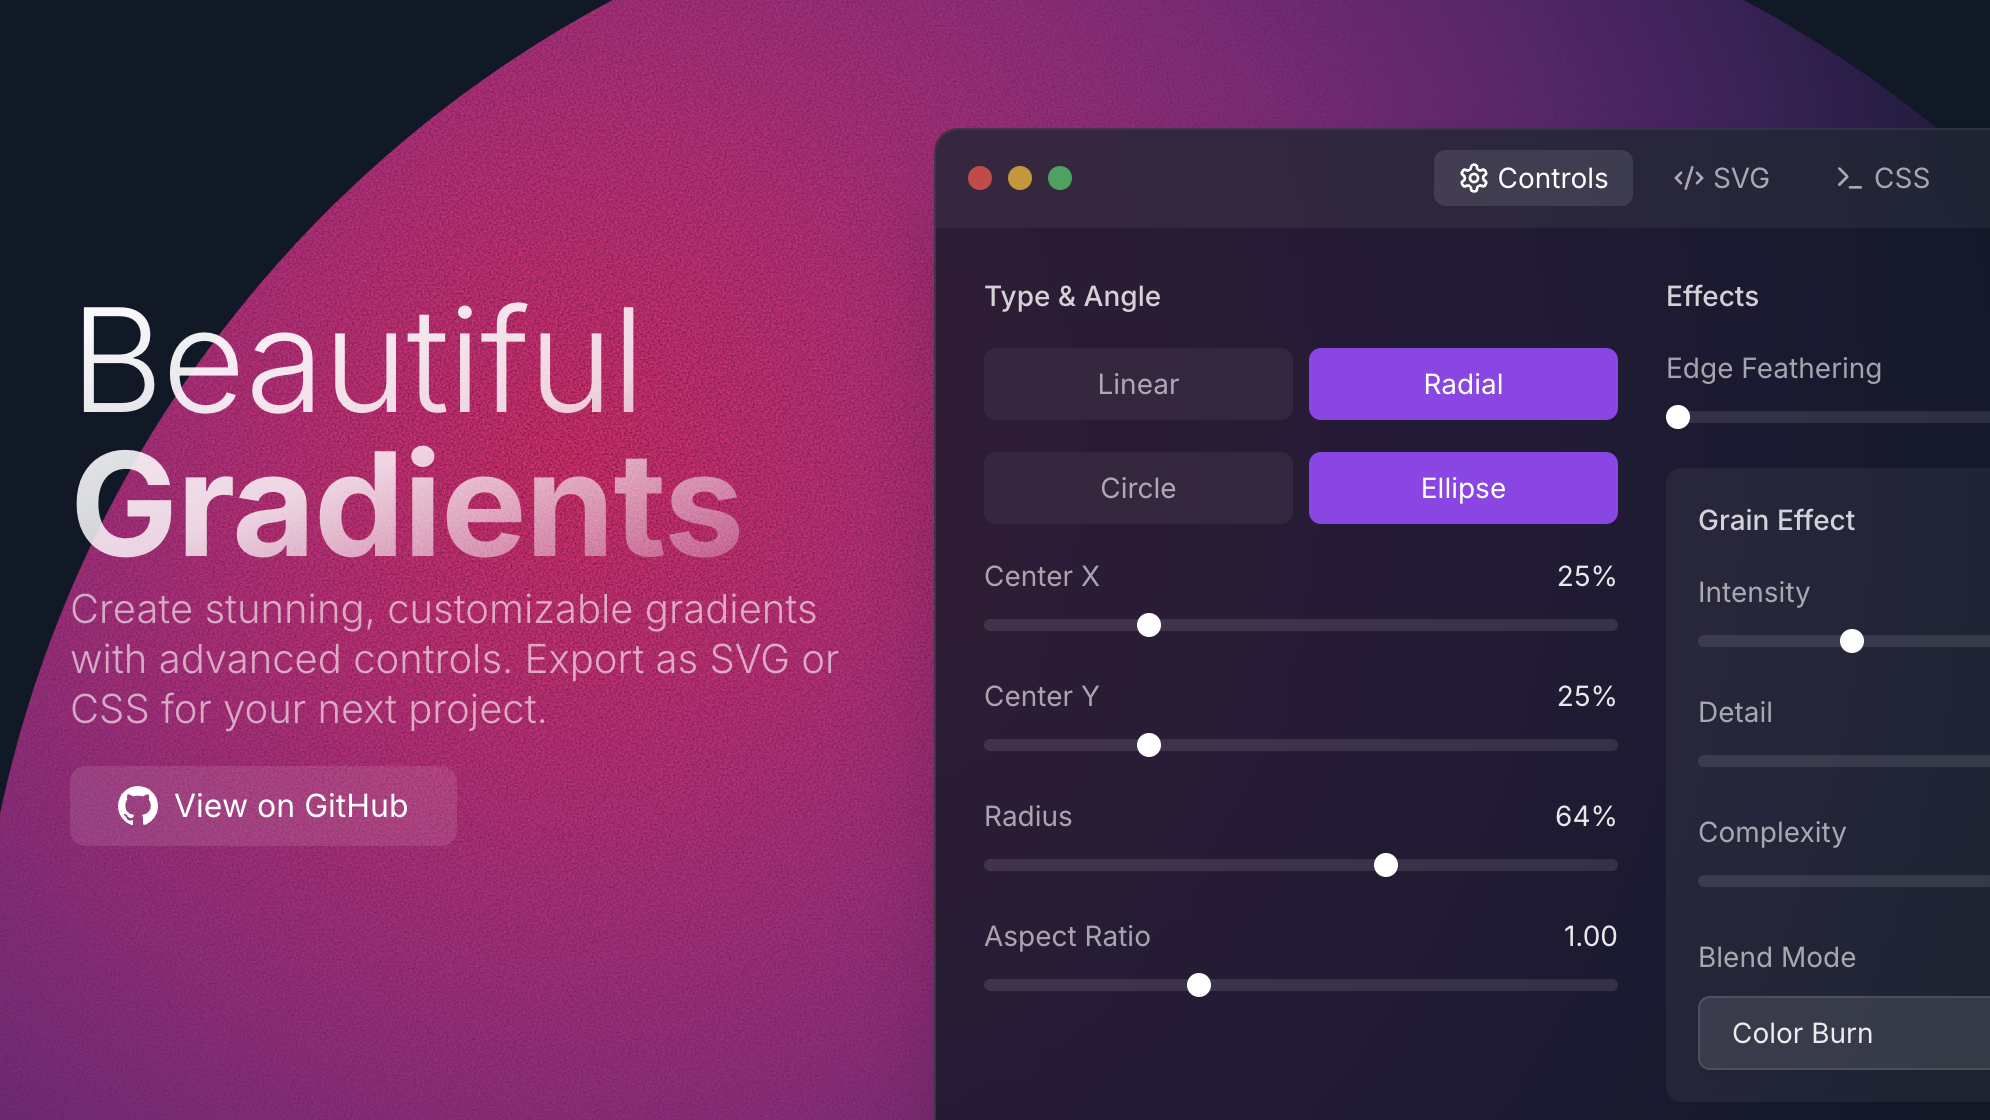 Beautiful
Gradients
Create stunning, customizable gradients
with advanced controls. Export as SVG or
CSS for your next project.
View on GitHub
Controls
SVG
CSS
Type & Angle
Linear
Radial
Circle
Ellipse
Center X 25%
Center Y 25%
Radius 64%
Aspect Ratio 1.00
Effects
Edge Feathering
Grain Effect
Intensity
Detail
Complexity
Blend Mode
Color Burn